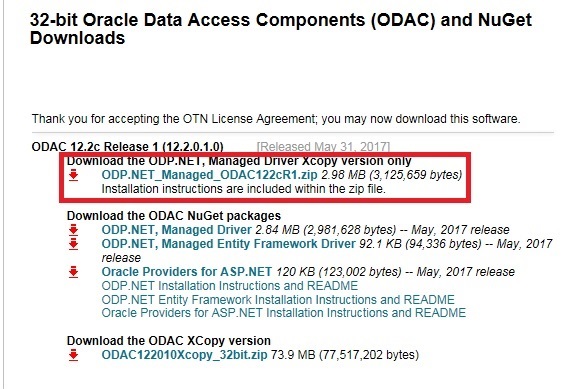 32-bit Oracle Data Access Components (ODAC) and NuGet
Downloads
Thank you for accepting the OTN License Agreement; you may now download this software.
ODAC 12.2c Release 1 (12.2.0.1.0) [Released May 31, 2017]
Download the ODP.NET, Managed Driver Xcopy version only
ODP.NET_Managed_ODAC122cR1.zip 2.98 MB (3,125,659 bytes)
Installation instructions are included within the zip file.
Download the ODAC NuGet packages
ODP.NET, Managed Driver 2.84 MB (2,981,628 bytes) -- May, 2017 release
ODP.NET, Managed Entity Framework Driver 92.1 KB (94,336 bytes) -- May, 2017
release
Oracle Providers for ASP.NET 120 KB (123,002 bytes) -- May, 2017 release
ODP.NET Installation Instructions and README
ODP.NET Entity Framework Installation Instructions and README
Oracle Providers for ASP.NET Installation Instructions and README
Download the ODAC XCopy version
ODAC122010Xcopy_32bit.zip 73.9 MB (77,517,202 bytes)